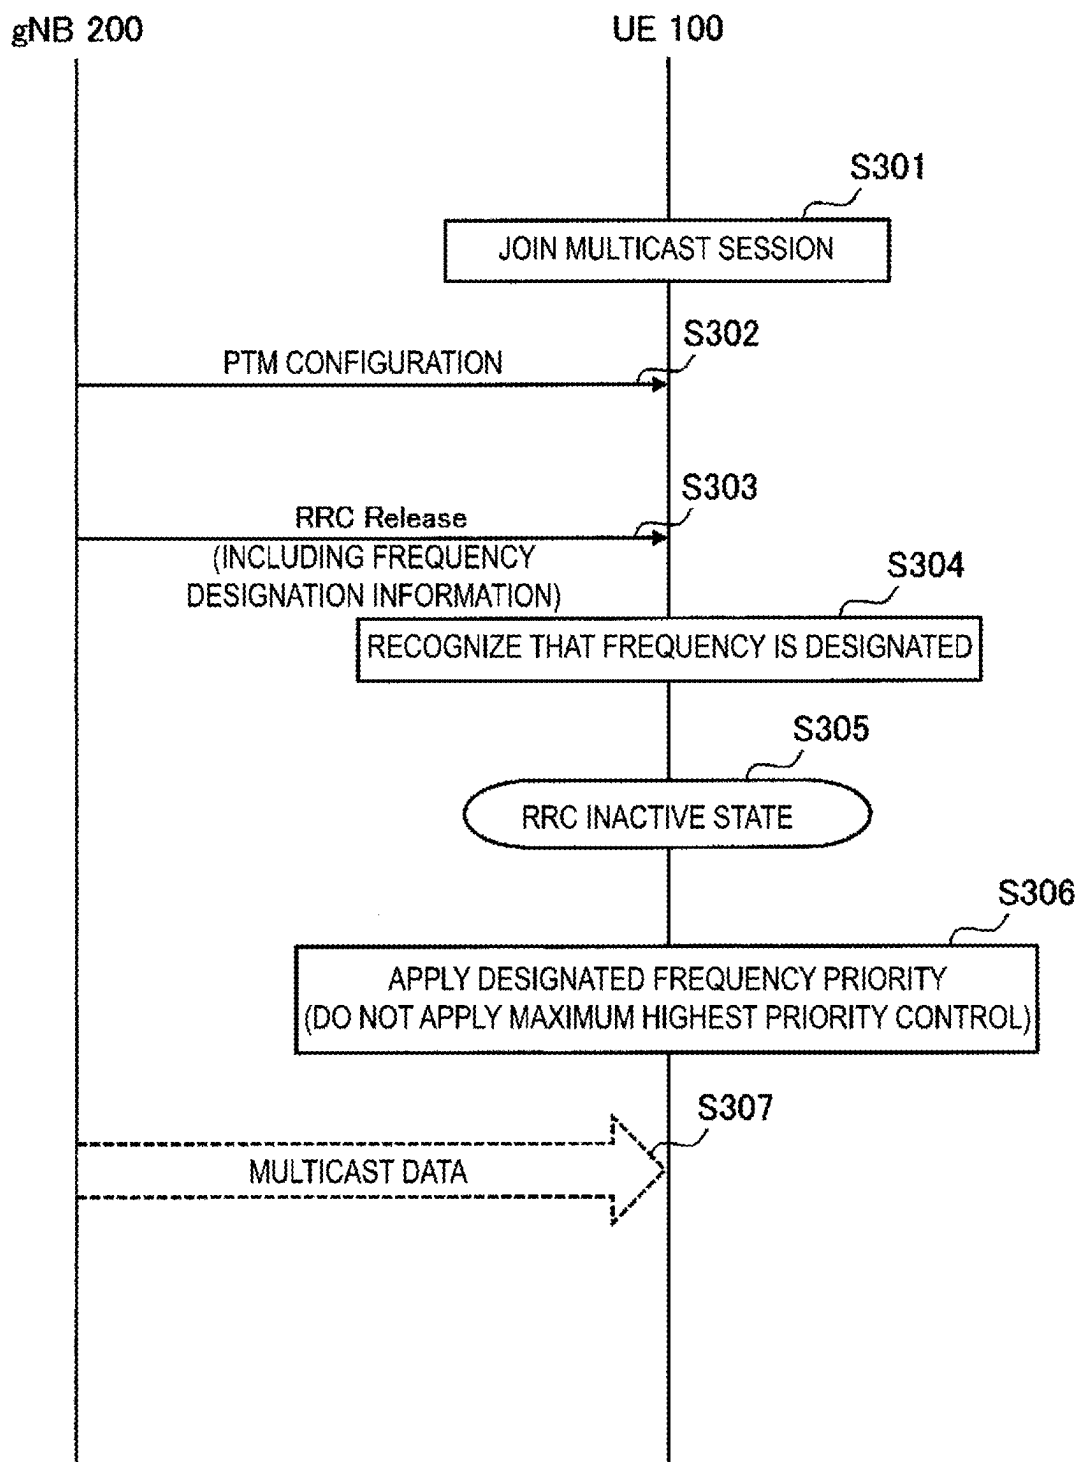 gNB 200
UE 100
S301
JOIN MULTICAST SESSION
S302
PTM CONFIGURATION
S303
RRC Release
(INCLUDING FREQUENCY
DESIGNATION INFORMATION)
S304
RECOGNIZE THAT FREQUENCY IS DESIGNATED
S305
RRC INACTIVE STATE
S306
APPLY DESIGNATED FREQUENCY PRIORITY
(DO NOT APPLY MAXIMUM HIGHEST PRIORITY CONTROL)
S307
MULTICAST DATA